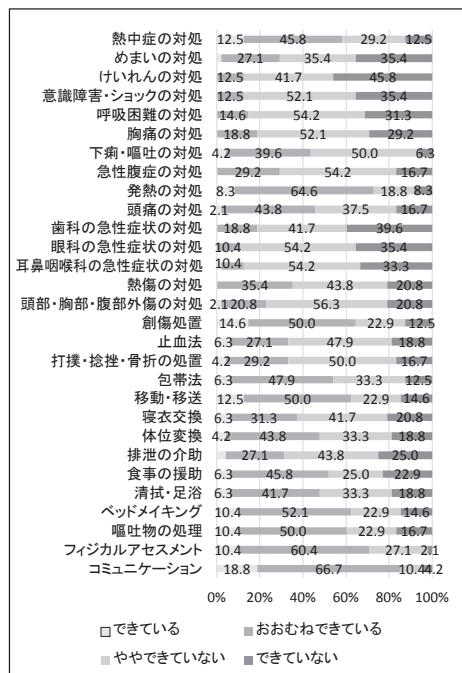 熱中症の対処 12.5 45.8 29.2 12.5
めまいの対処 27.1 35.4 35.4
けいれんの対処 12.5 41.7 45.8
意識障害・ショックの対処 12.5 52.1 35.4
呼吸困難の対処 14.6 54.2 31.3
胸痛の対処 18.8 52.1 29.2
下痢・嘔吐の対処 4.2 39.6 50.0 6.3
急性腹症の対処 29.2 54.2 16.7
発熱の対処 8.3 64.6 18.8 8.3
頭痛の対処 2.1 43.8 37.5 16.7
歯科の急性症状の対処 18.8 41.7 39.6
眼科の急性症状の対処 10.4 54.2 35.4
耳鼻咽喉科の急性症状の対処 10.4 54.2 33.3
熱傷の対処 35.4 43.8 20.8
頭部・胸部・腹部外傷の対処 2.1 20.8 56.3 20.8
創傷処置 14.6 50.0 22.9 12.5
止血法 6.3 27.1 47.9 18.8
打撲・捻挫・骨折の処置 4.2 29.2 50.0 16.7
包帯法 6.3 47.9 33.3 12.5
移動・移送 12.5 50.0 22.9 14.6
寝衣交換 6.3 31.3 41.7 20.8
体位変換 4.2 43.8 33.3 18.8
排泄の介助 27.1 43.8 25.0
食事の援助 6.3 45.8 25.0 22.9
清拭・足浴 6.3 41.7 33.3 18.8
ベッドメイキング 10.4 52.1 22.9 14.6
嘔吐物の処理 10.4 50.0 22.9 16.7
フィジカルアセスメント 10.4 60.4 27.1 2.1
コミュニケーション 18.8 66.7 10.4 4.2
0% 20% 40% 60% 80% 100%
できている おおむねできている
ややできていない できていない